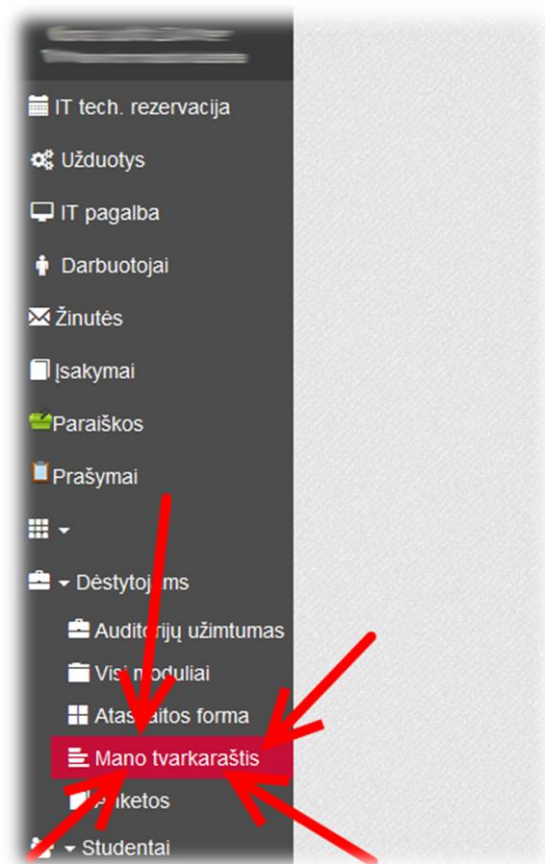 IT tech. rezervacija
Užduotys
IT pagalba
Darbuotojai
Žinutės
Įsakymai
Paraiškos
Prašymai
Dėstytojams
Auditorijų užimtumas
Visi moduliai
Ataskaitos forma
Mano tvarkaraštis
Anketos
Studentai